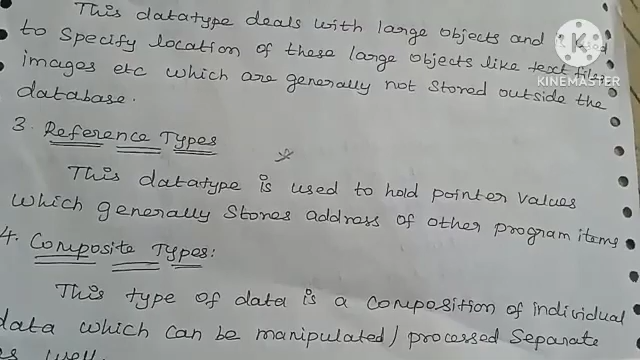 This datatype deals with large objects and is used
to specify location of these large objects like text files
images etc which are generally not stored outside the
database.
3. Reference Types
This datatype is used to hold pointer values
which generally stores address of other program items
4. Composite Types:
This type of data is a composition of individual
data which can be manipulated / processed separate
as well.
KINEMASTER